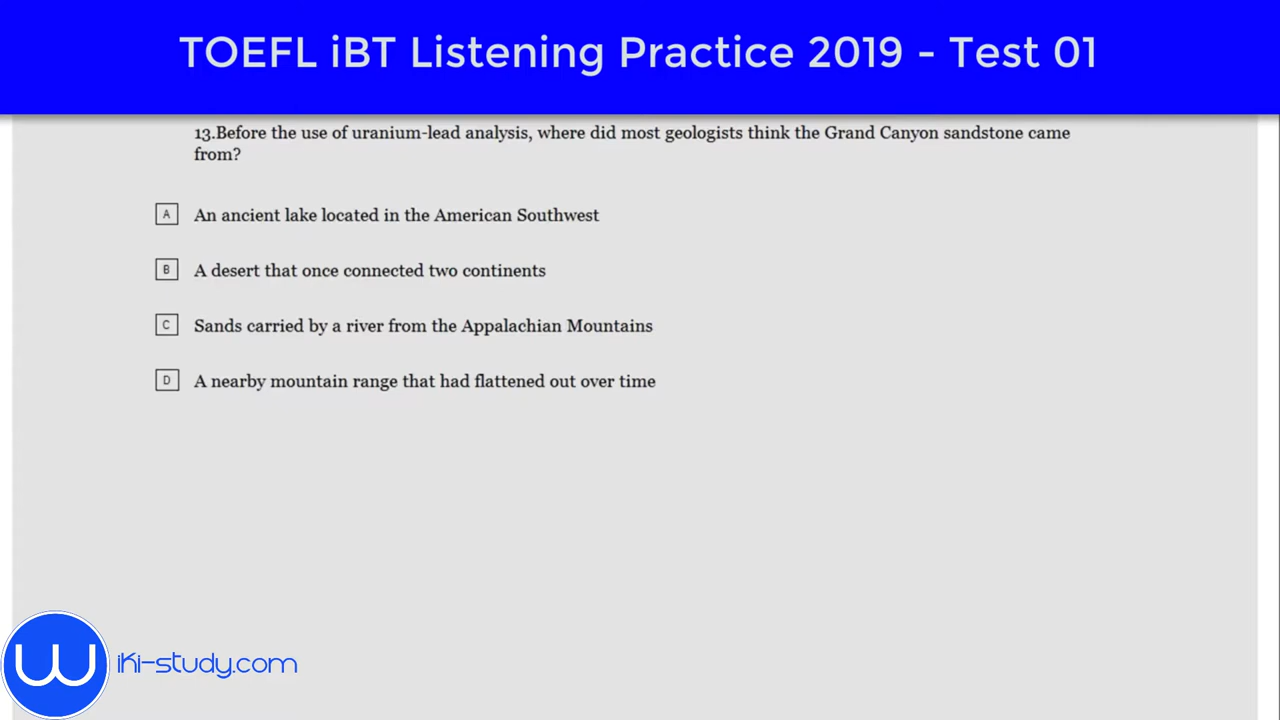 TOEFL iBT Listening Practice 2019 - Test 01
13.Before the use of uranium-lead analysis, where did most geologists think the Grand Canyon sandstone came
from?
A An ancient lake located in the American Southwest
B A desert that once connected two continents
C Sands carried by a river from the Appalachian Mountains
D A nearby mountain range that had flattened out over time
W iki-study.com